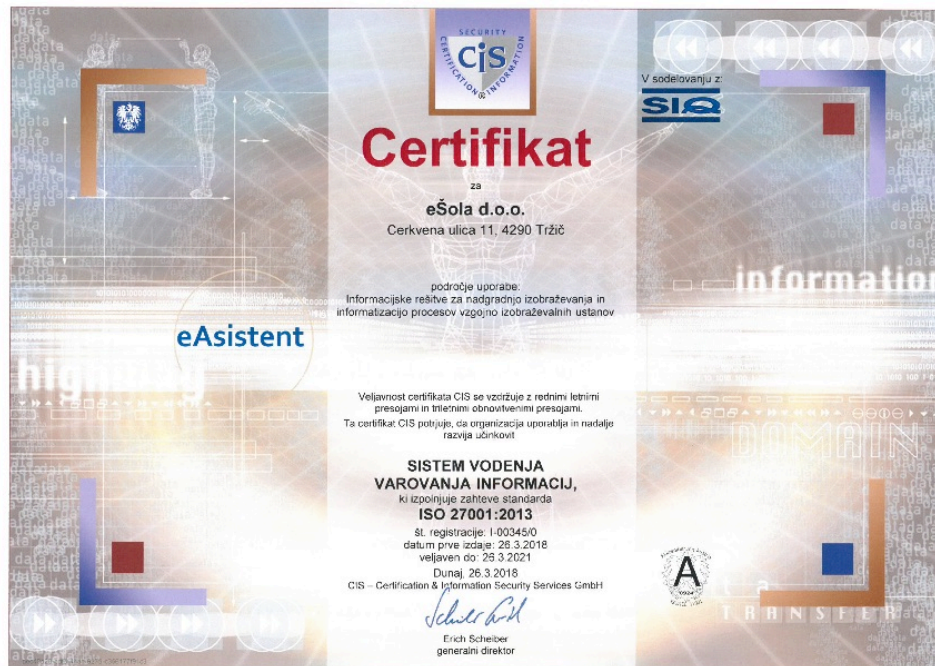 SECURITY
CERTIFICATION
INFORMATION
CiS
V sodelovanju z:
SIQ
Certifikat
za
eŠola d.o.o.
Cerkvena ulica 11, 4290 Tržič
področje uporabe:
Informacijske rešitve za nadgradnjo izobraževanja in
informatizacijo procesov vzgojno izobraževalnih ustanov
information
eAsistent
highway
Veljavnost certifikata CIS se vzdržuje z rednimi letnimi
presojami in triletnimi obnovitvenimi presojami.
Ta certifikat CIS potrjuje, da organizacija uporablja in nadalje
razvija učinkovit
DOMAIN
SISTEM VODENJA
VAROVANJA INFORMACIJ,
ki izpolnjuje zahteve standarda
ISO 27001:2013
št. registracije: I-00345/0
datum prve izdaje: 26.3.2018
veljaven do: 26.3.2021
Dunaj, 26.3.2018
CIS – Certification & Information Security Services GmbH
A
TRANSFER
Erich Scheiber
generalni direktor